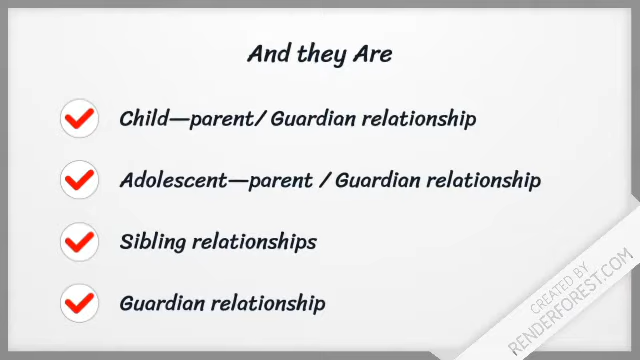 And they Are
Child—parent/ Guardian relationship
Adolescent—parent / Guardian relationship
Sibling relationships
Guardian relationship
CREATED BY
RENDERFOREST.COM